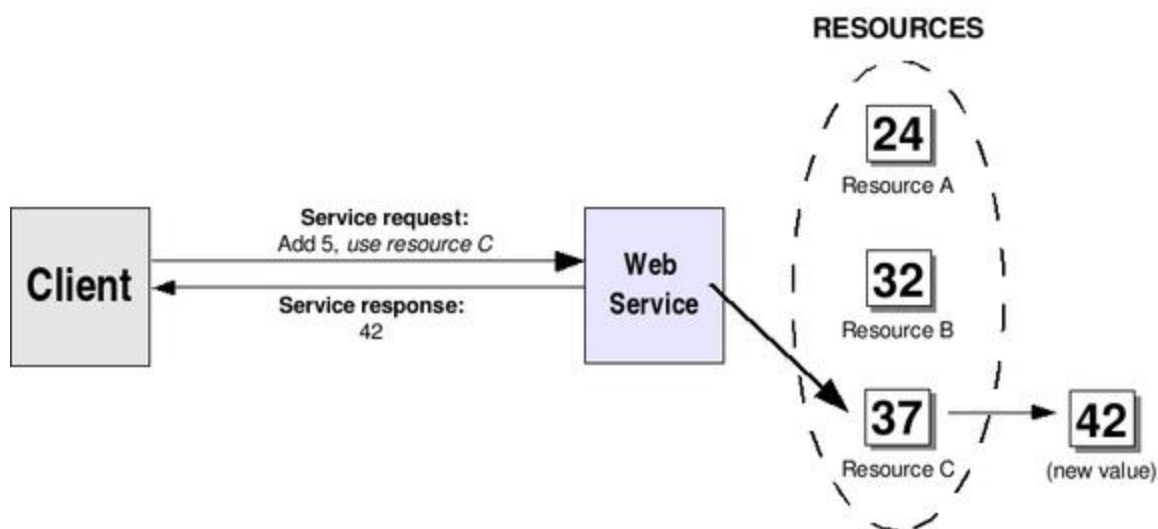 RESOURCES
24
Resource A
Service request:
Add 5, use resource C
Client
Web
Service
32
Resource B
Service response:
42
37
Resource C
42
(new value)